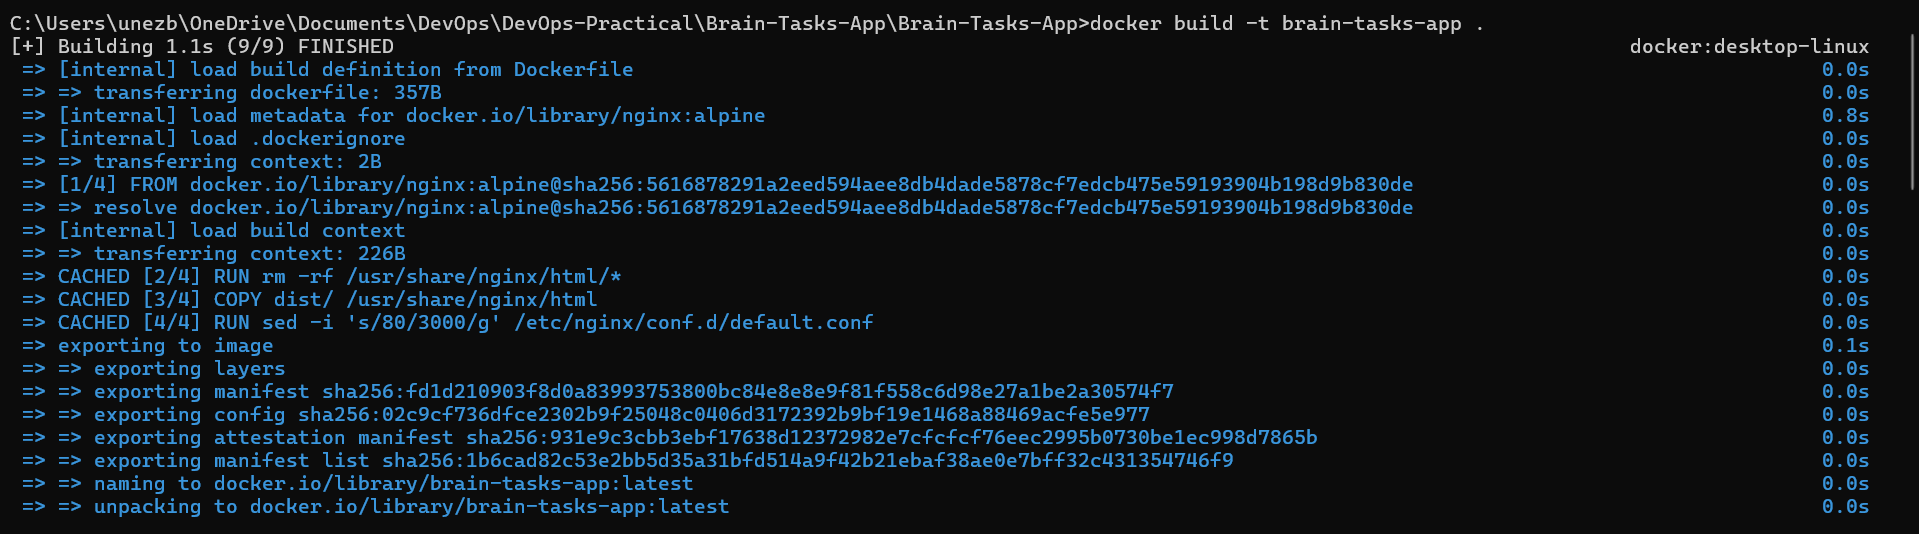 C:\Users\unezb\OneDrive\Documents\DevOps\DevOps-Practical\Brain-Tasks-App\Brain-Tasks-App>docker build -t brain-tasks-app .
[+] Building 1.1s (9/9) FINISHED docker:desktop-linux
=> [internal] load build definition from Dockerfile 0.0s
=> => transferring dockerfile: 357B 0.0s
=> [internal] load metadata for docker.io/library/nginx:alpine 0.8s
=> [internal] load .dockerignore 0.0s
=> => transferring context: 2B 0.0s
=> [1/4] FROM docker.io/library/nginx:alpine@sha256:5616878291a2eed594aee8db4dade5878cf7edcb475e59193904b198d9b830de 0.0s
=> => resolve docker.io/library/nginx:alpine@sha256:5616878291a2eed594aee8db4dade5878cf7edcb475e59193904b198d9b830de 0.0s
=> [internal] load build context 0.0s
=> => transferring context: 226B 0.0s
=> CACHED [2/4] RUN rm -rf /usr/share/nginx/html/* 0.0s
=> CACHED [3/4] COPY dist/ /usr/share/nginx/html 0.0s
=> CACHED [4/4] RUN sed -i 's/80/3000/g' /etc/nginx/conf.d/default.conf 0.0s
=> exporting to image 0.1s
=> => exporting layers 0.0s
=> => exporting manifest sha256:fd1d210903f8d0a83993753800bc84e8e8e9f81f558c6d98e27a1be2a30574f7 0.0s
=> => exporting config sha256:02c9cf736dfce2302b9f25048c0406d3172392b9bf19e1468a88469acfe5e977 0.0s
=> => exporting attestation manifest sha256:931e9c3cbb3ebf17638d12372982e7cfcfcf76eec2995b0730be1ec998d7865b 0.0s
=> => exporting manifest list sha256:1b6cad82c53e2bb5d35a31bfd514a9f42b21ebaf38ae0e7bff32c431354746f9 0.0s
=> => naming to docker.io/library/brain-tasks-app:latest 0.0s
=> => unpacking to docker.io/library/brain-tasks-app:latest 0.0s